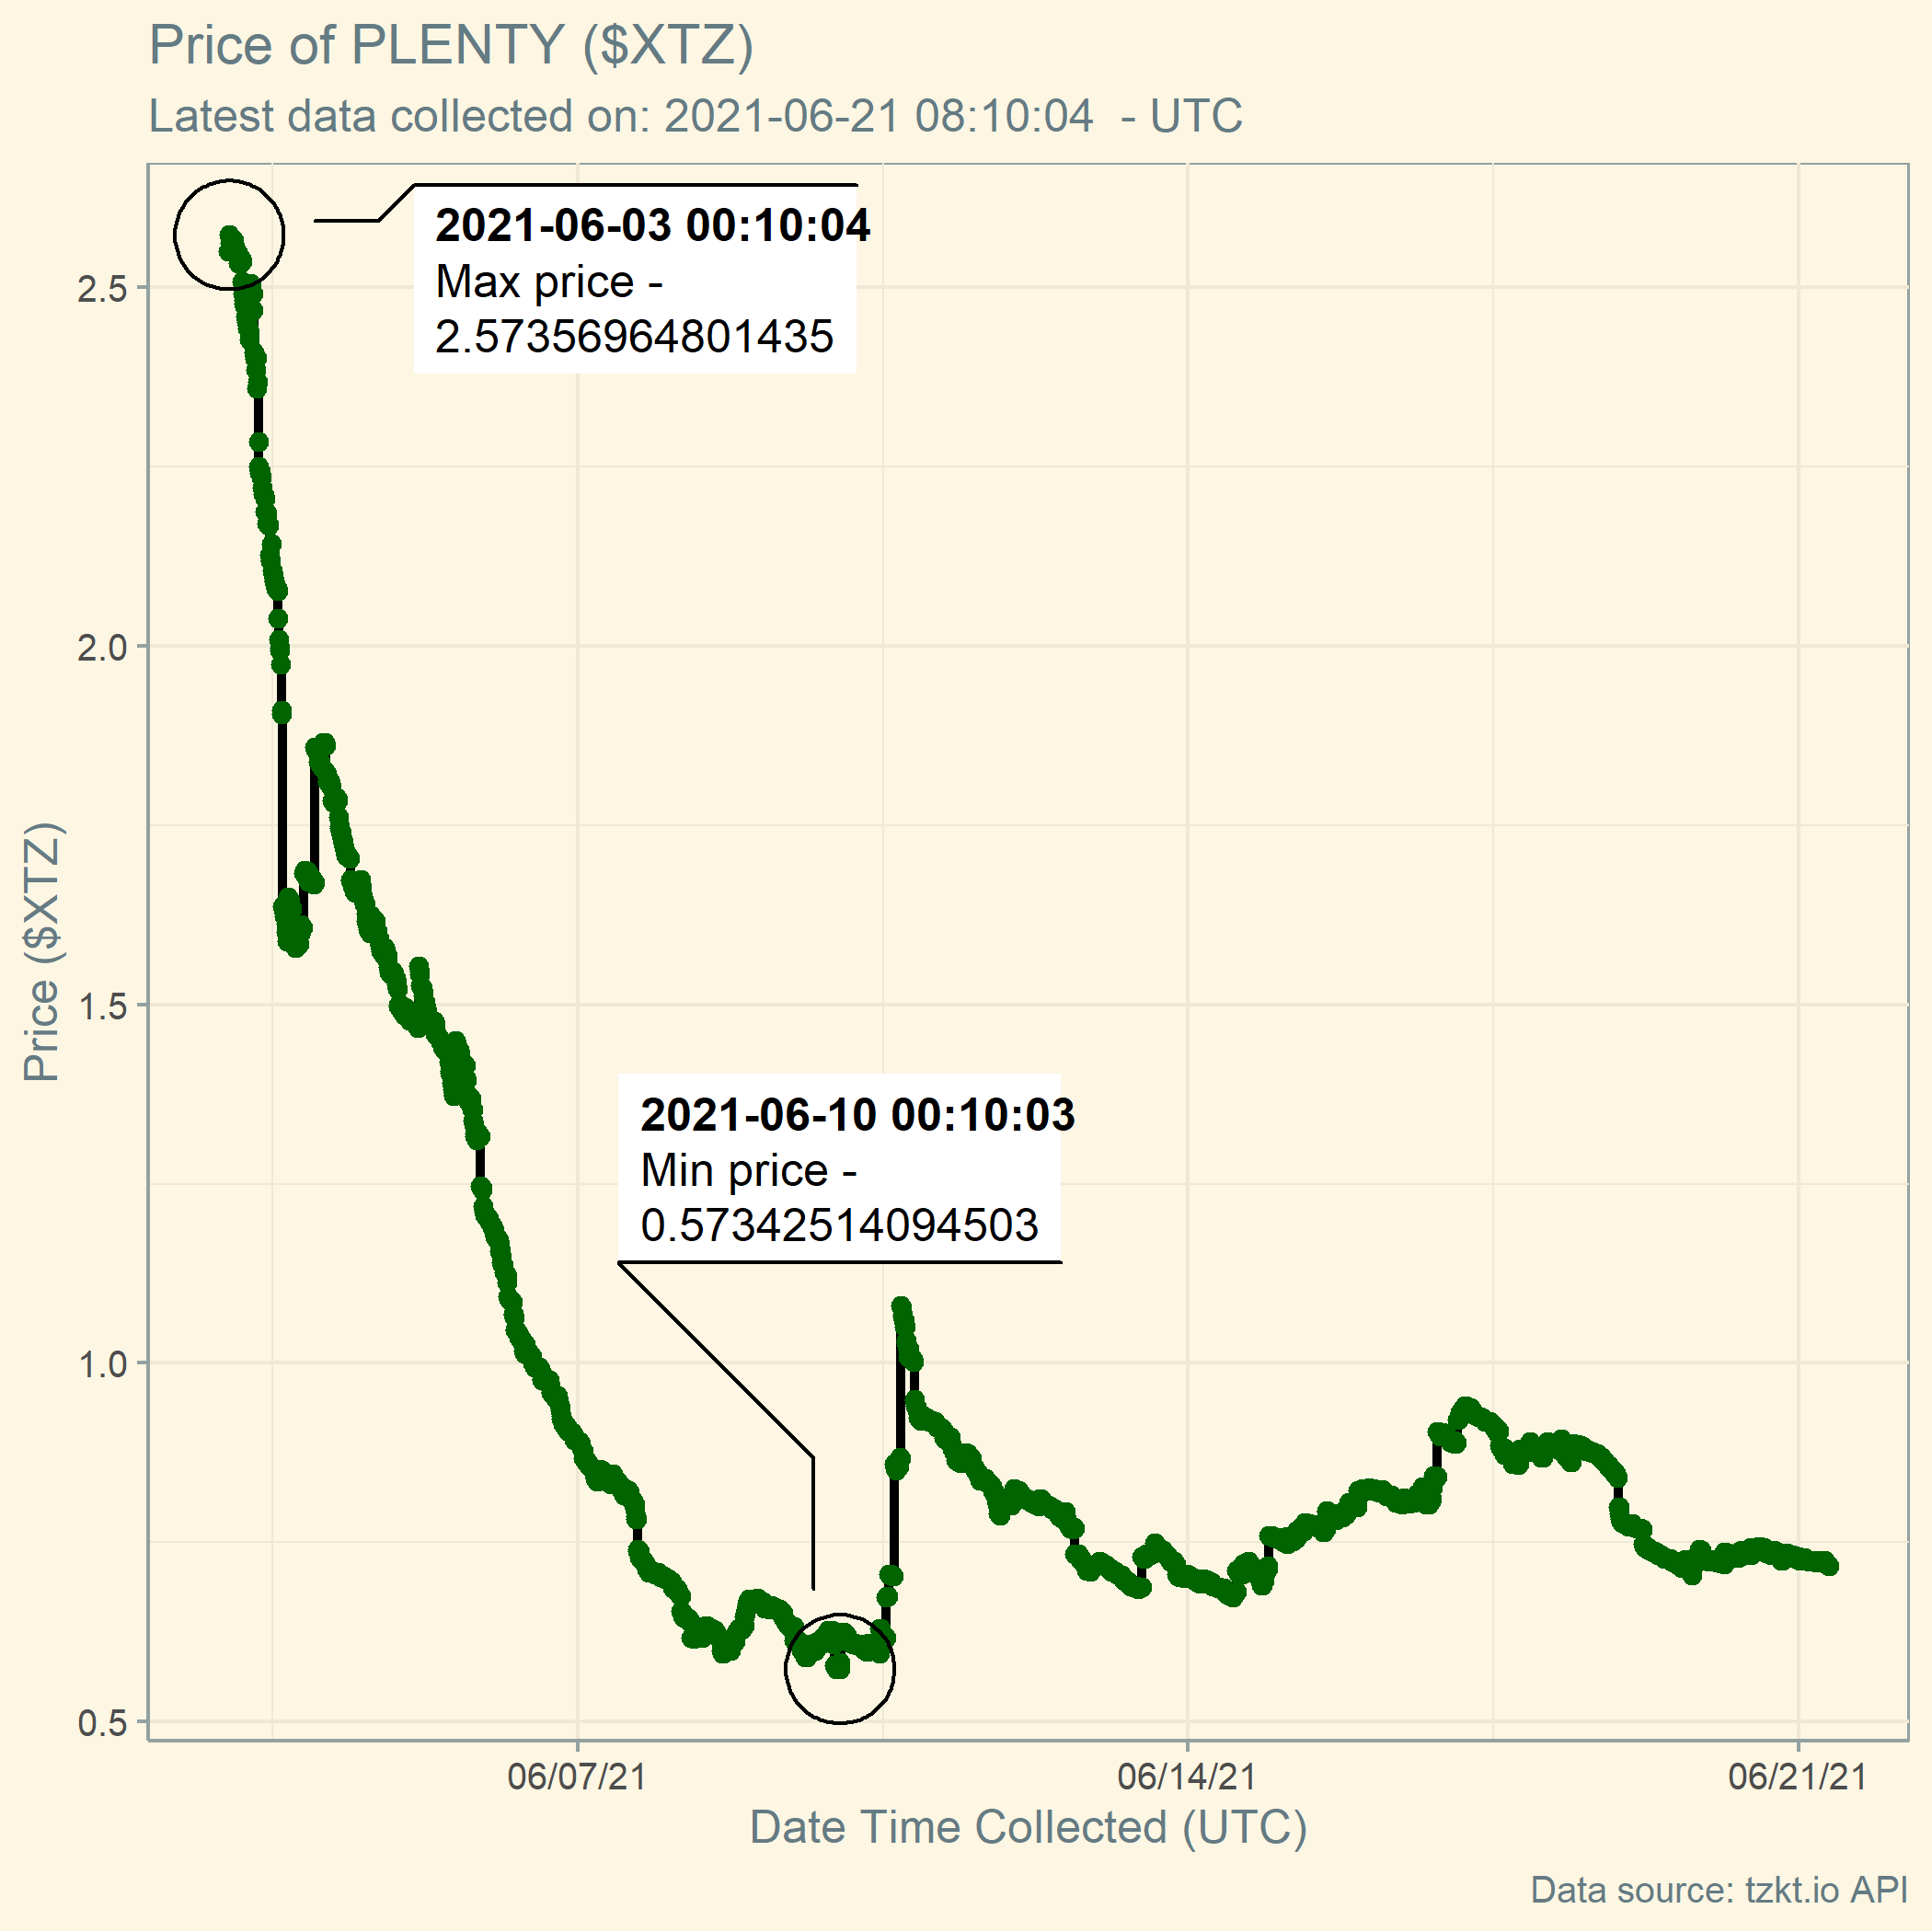 Price of PLENTY ($XTZ)
Latest data collected on: 2021-06-21 08:10:04  - UTC
2021-06-03 00:10:04
Max price -
2.57356964801435
2.5
2.0
1.5
1.0
0.5
Price ($XTZ)
2021-06-10 00:10:03
Min price -
0.57342514094503
06/07/21
06/14/21
06/21/21
Date Time Collected (UTC)
Data source: tzkt.io API